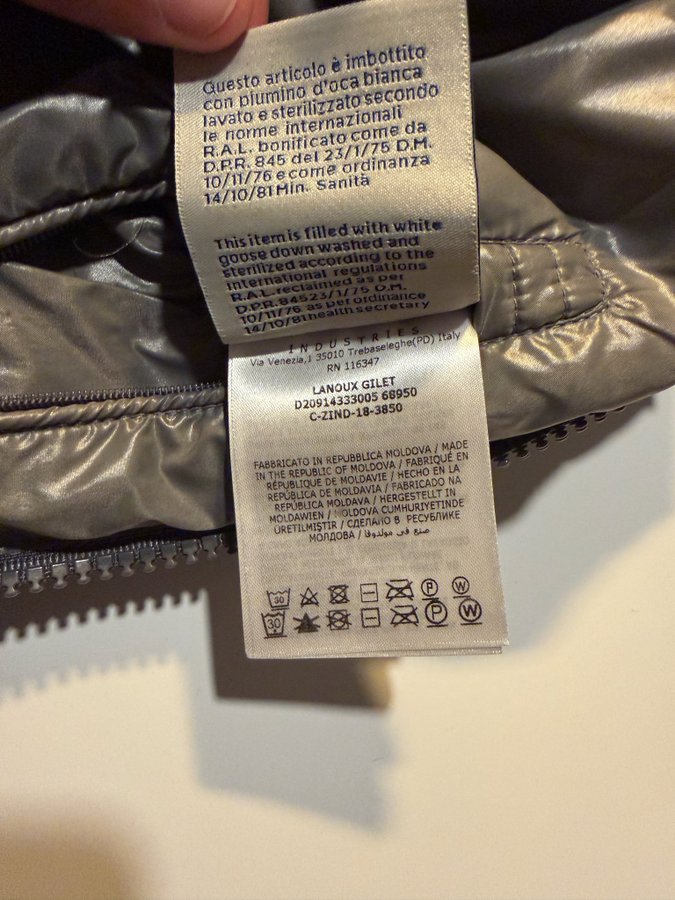 Questo articolo è imbottito
con piumino d'oca bianca
lavato e sterilizzato secondo
le norme internazionali
R.A.L. bonificato come da
D.P.R. 845 del 23/1/75 D.M.
10/11/76 e come ordinanza
14/10/81 Min. Sanità
This item is filled with white
goose down washed and
sterilized according to the
international regulations
R.A.L. reclaimed as per
D.P.R. 84523/1/75 D.M.
10/11/76 as per ordinance
14/10/81 health secretary
INDUSTRIES
Via Venezia,1 35010 Trebaseleghe(PD) Italy
RN 116347
LANOUX GILET
D20914333005 68950
C-ZIND-18-3850
FABBRICATO IN REPUBBLICA MOLDOVA / MADE
IN THE REPUBLIC OF MOLDOVA / FABRIQUÉ EN
RÉPUBLIQUE DE MOLDAVIE / HECHO EN LA
REPÚBLICA DE MOLDAVIA / FABRICADO NA
REPÚBLICA MOLDOVA / HERGESTELLT IN
MOLDAWIEN / MOLDOVA CUMHURIYETINDE
ÜRETILMIŞTIR / СДЕЛАНО В РЕСПУБЛИКЕ
МОЛДОВА / صنع في مولدوفا
30 P W
30 P W